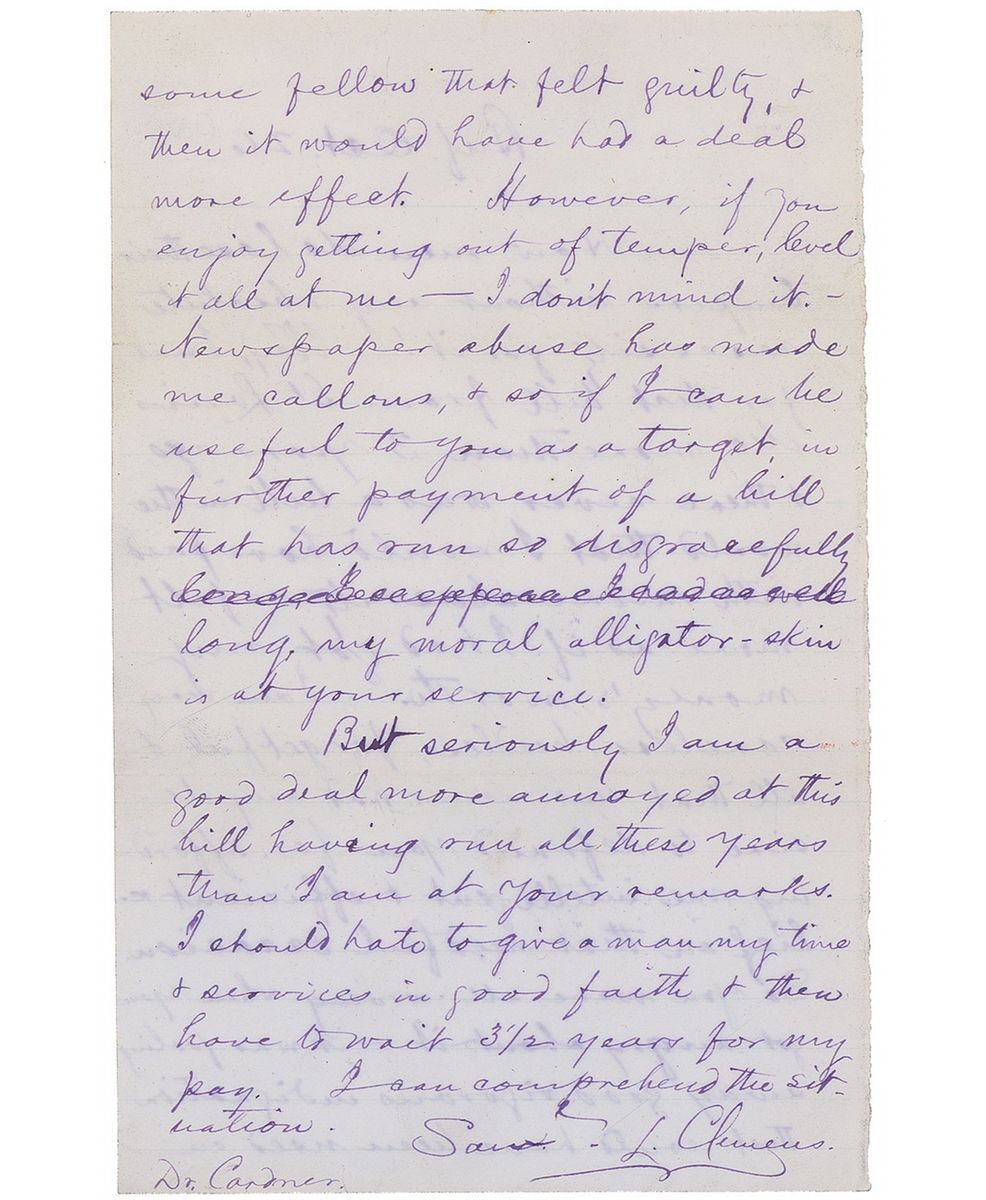 some fellow that felt guilty, &
then it would have had a deal
more effect. However, if you
enjoy getting out of temper, level
it all at me — I don't mind it. -
Newspaper abuse has made
me callous, & so if I can be
useful to you as a target, in
further payment of a bill
that has run so disgracefully
long, my moral alligator-skin
is at your service.
But seriously I am a
good deal more annoyed at this
bill having run all these years
than I am at your remarks.
I should hate to give a man my time
& services in good faith & then
have to wait 3 1/2 years for my
pay. I can comprehend the sit-
uation.
Sam. L. Clemens.
Dr. Cardner.